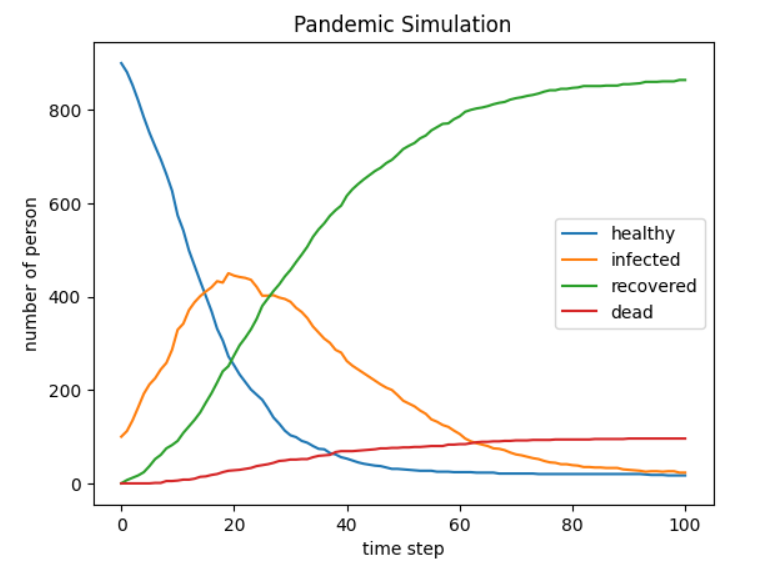 Pandemic Simulation
number of person
800
600
400
200
0
healthy
infected
recovered
dead
0 20 40 60 80 100
time step